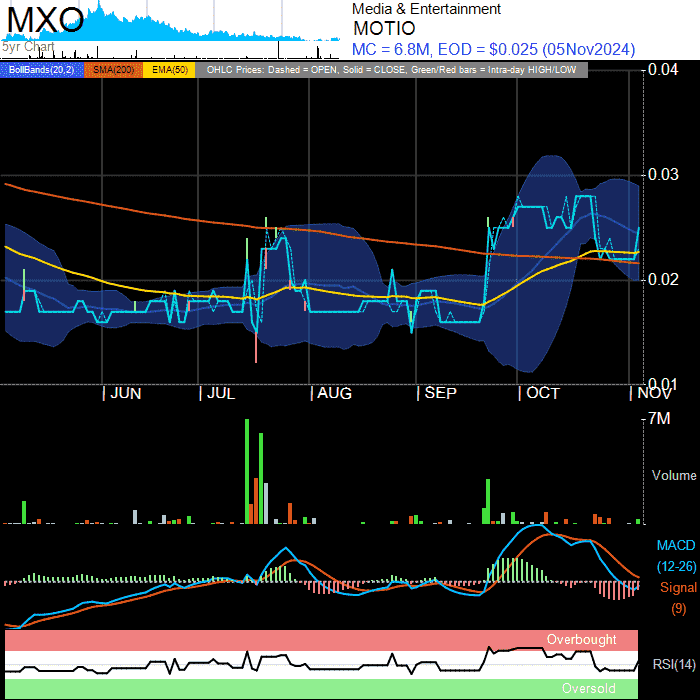 MXO
5yr Chart
Media & Entertainment
MOTIO
MC = 6.8M, EOD = $0.025 (05Nov2024)
BollBands(20,2) SMA(200) EMA(50) OHLC Prices: Dashed = OPEN, Solid = CLOSE, Green/Red bars = Intra-day HIGH/LOW
0.04
0.03
0.02
0.01
JUN JUL AUG SEP OCT NOV
7M
Volume
MACD
(12-26)
Signal
(9)
Overbought
RSI(14)
Oversold